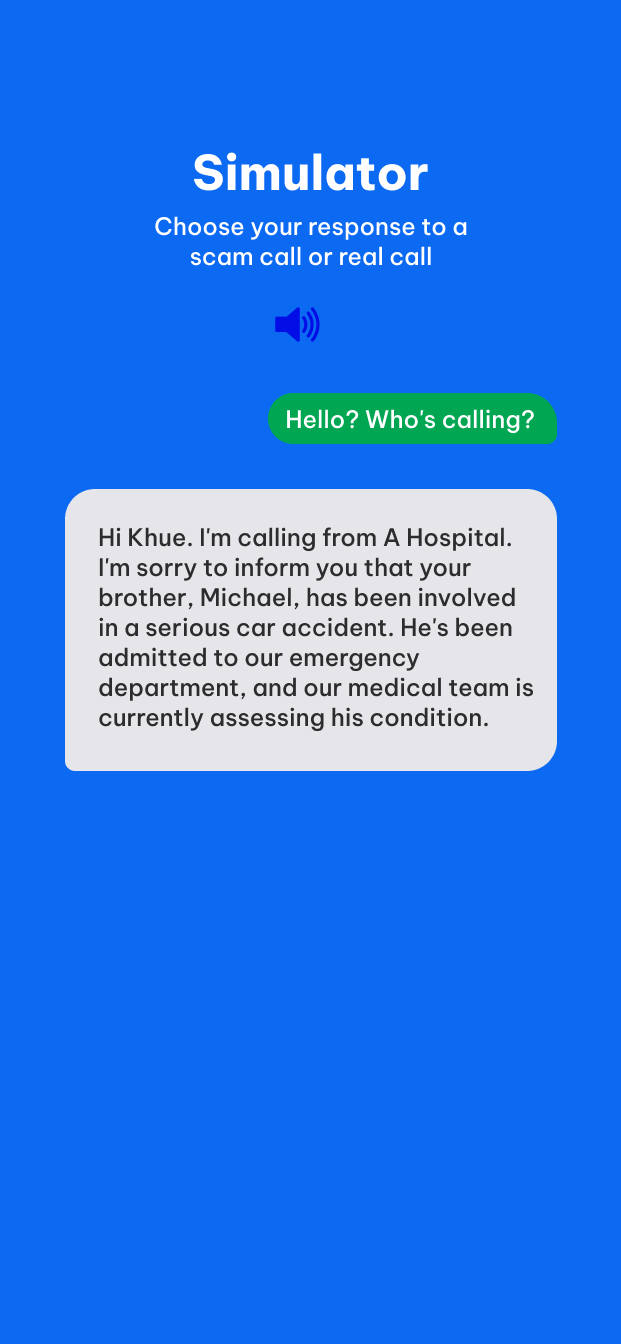 Simulator
Choose your response to a
scam call or real call
Hello? Who's calling?
Hi Khue. I'm calling from A Hospital.
I'm sorry to inform you that your
brother, Michael, has been involved
in a serious car accident. He's been
admitted to our emergency
department, and our medical team is
currently assessing his condition.